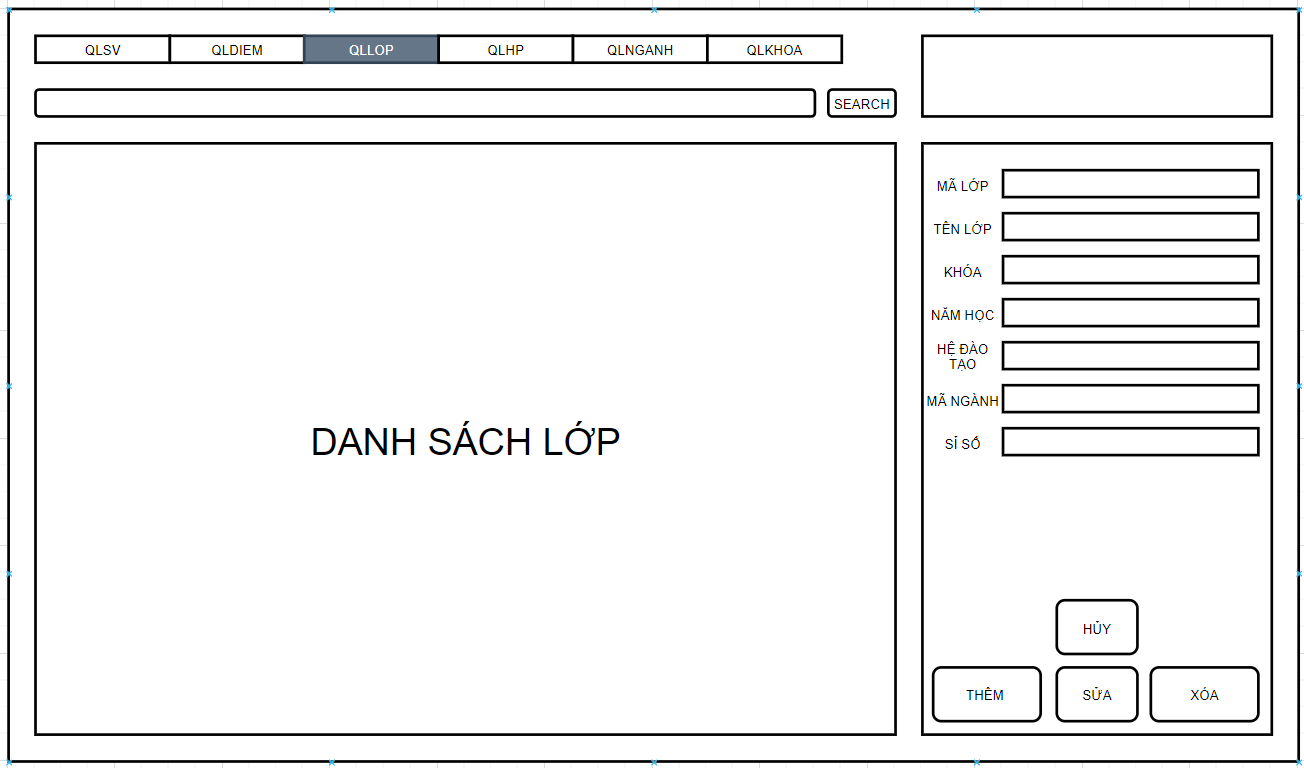 QLSV
QLDIEM
QLLOP
QLHP
QLNGANH
QLKHOA
SEARCH
DANH SÁCH LỚP
MÃ LỚP
TÊN LỚP
KHÓA
NĂM HỌC
HỆ ĐÀO
TẠO
MÃ NGÀNH
SỈ SỐ
HỦY
THÊM
SỬA
XÓA